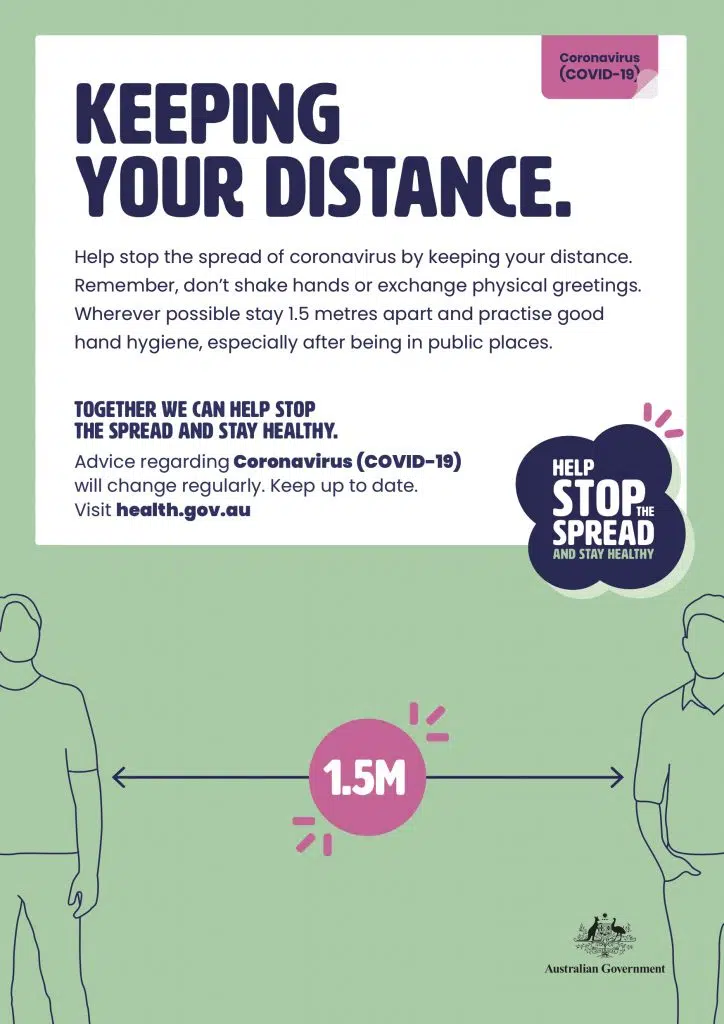 Coronavirus
(COVID-19)
KEEPING
YOUR DISTANCE.
Help stop the spread of coronavirus by keeping your distance.
Remember, don’t shake hands or exchange physical greetings.
Wherever possible stay 1.5 metres apart and practise good
hand hygiene, especially after being in public places.
TOGETHER WE CAN HELP STOP
THE SPREAD AND STAY HEALTHY.
Advice regarding Coronavirus (COVID-19)
will change regularly. Keep up to date.
Visit health.gov.au
HELP
STOP THE
SPREAD
AND STAY HEALTHY
1.5M
Australian Government